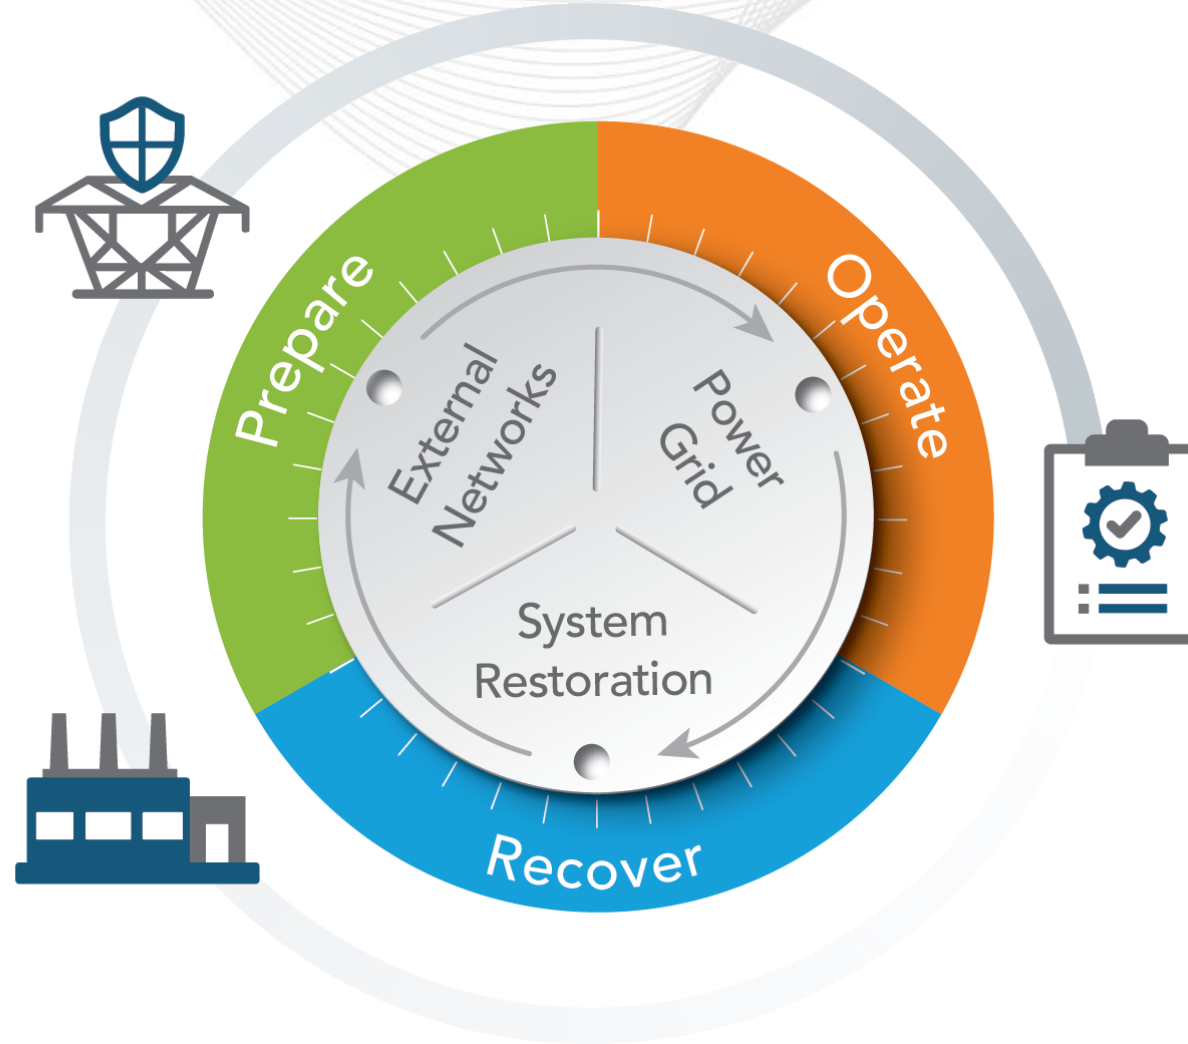 Prepare
Operate
External
Networks
Power
Grid
System
Restoration
Recover